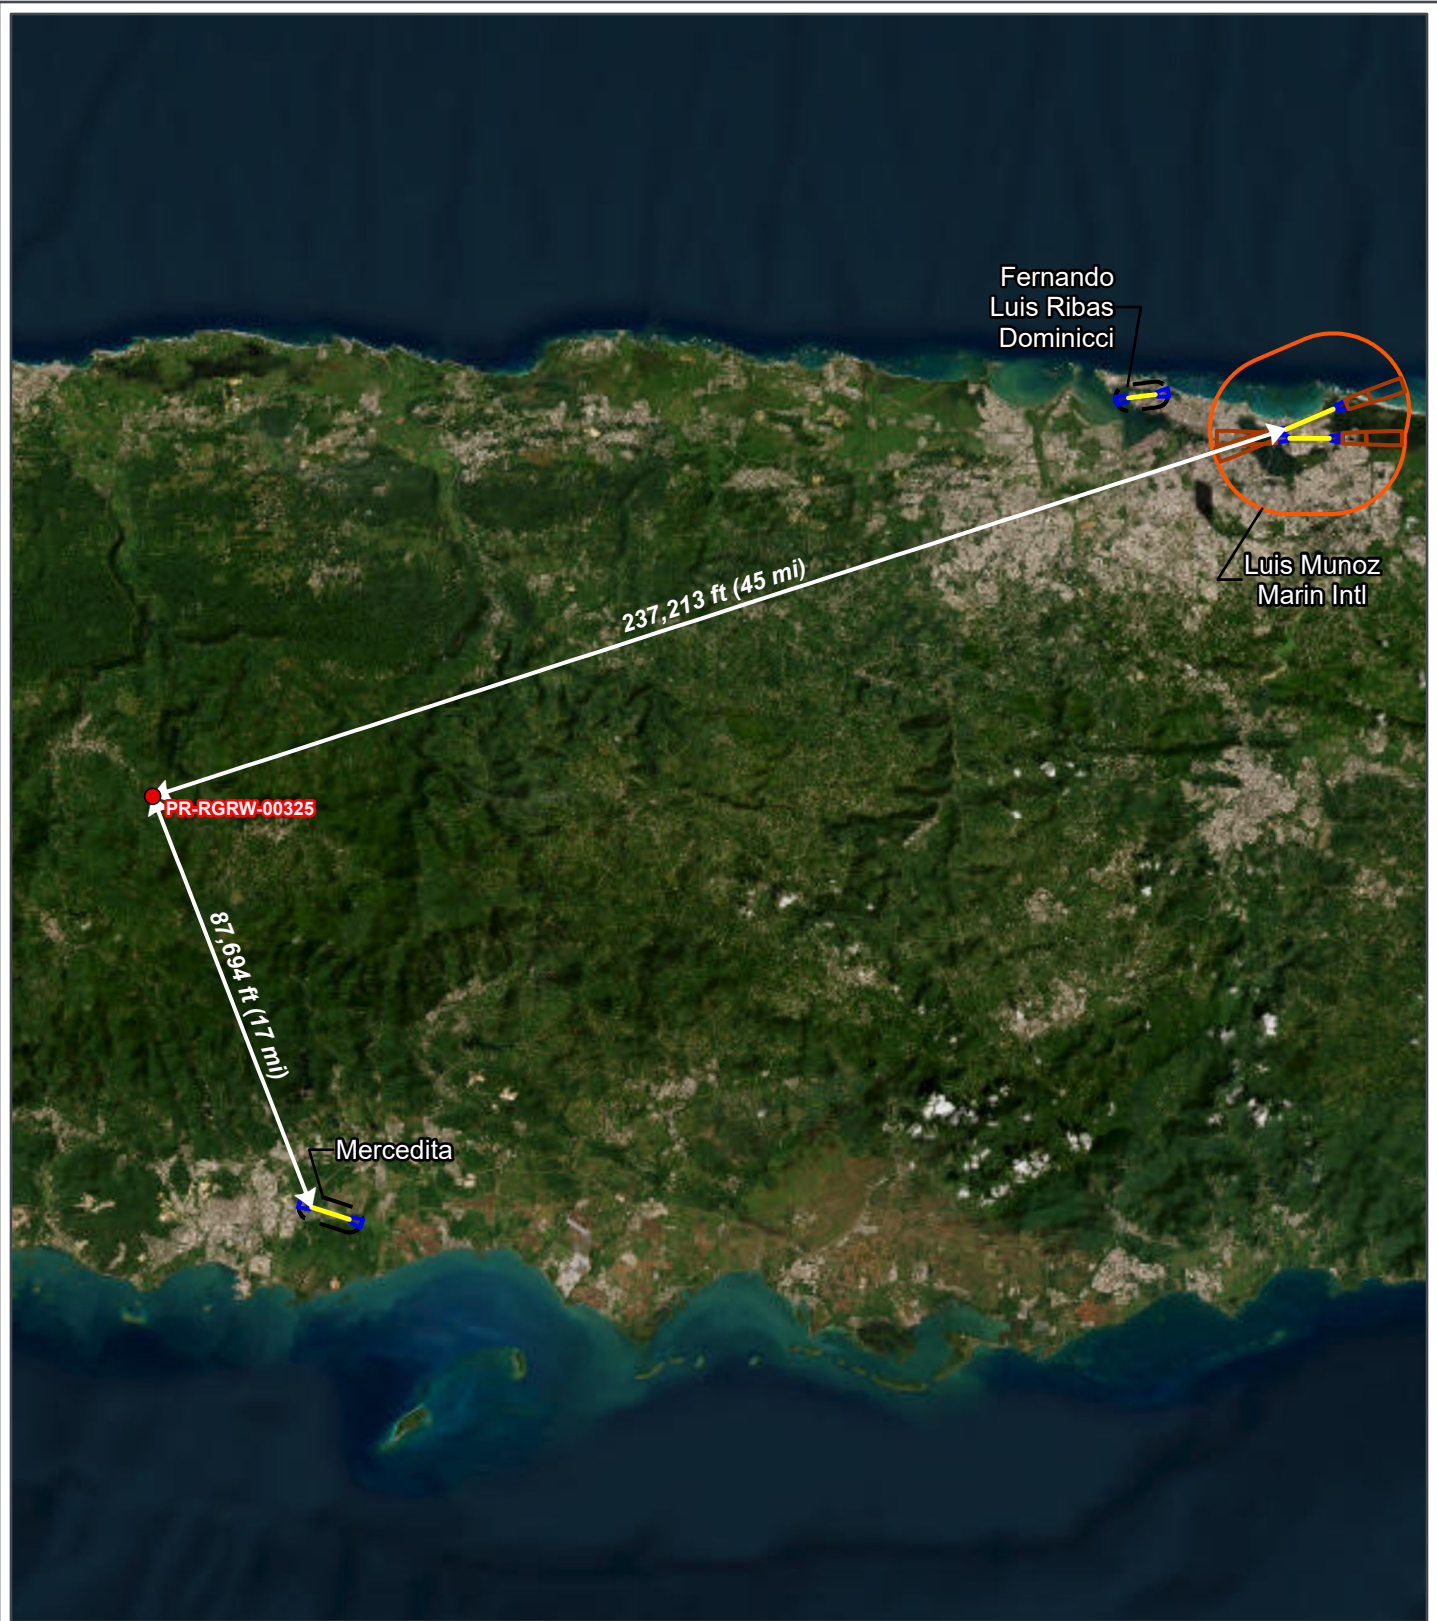 Fernando
Luis Ribas
Dominicci
Luis Munoz
Marin Intl
237,213 ft (45 mi)
PR-RGRW-00325
87,694 ft (17 mi)
Mercedita